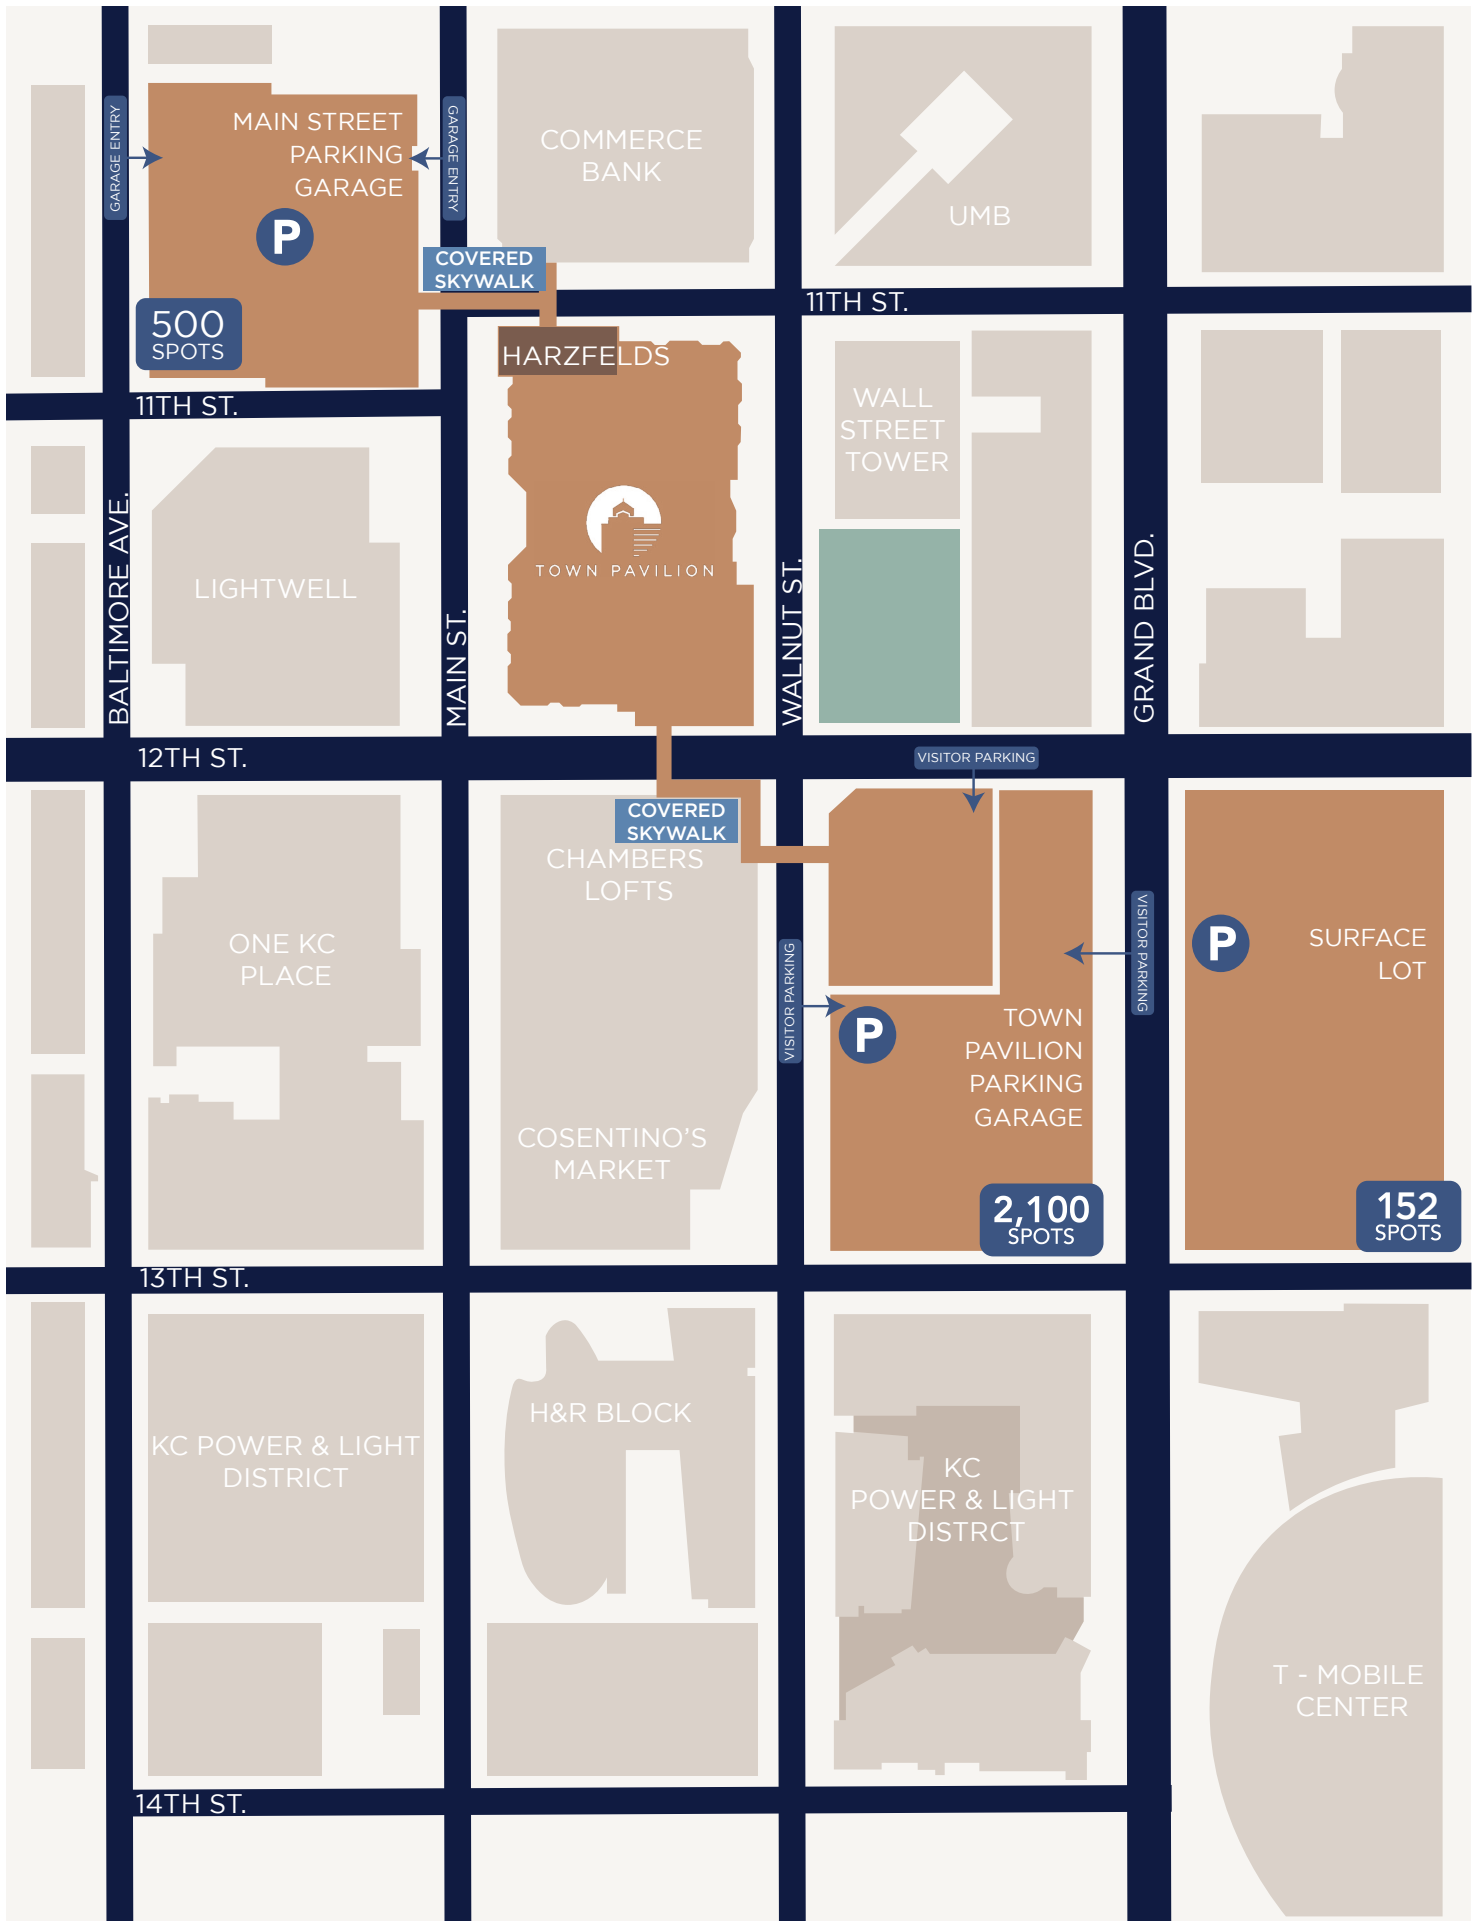 GARAGE ENTRY
MAIN STREET
PARKING
GARAGE
P
500
SPOTS
GARAGE ENTRY
COMMERCE
BANK
UMB
COVERED
SKYWALK
11TH ST.
HARZFELDS
11TH ST.
WALL
STREET
TOWER
TOWN PAVILION
LIGHTWELL
BALTIMORE AVE.
MAIN ST.
WALNUT ST.
GRAND BLVD.
12TH ST.
VISITOR PARKING
COVERED
SKYWALK
CHAMBERS
LOFTS
ONE KC
PLACE
VISITOR PARKING
VISITOR PARKING
P
SURFACE
LOT
P
TOWN
PAVILION
PARKING
GARAGE
COSENTINO'S
MARKET
2,100
SPOTS
152
SPOTS
13TH ST.
KC POWER & LIGHT
DISTRICT
H&R BLOCK
KC
POWER & LIGHT
DISTRCT
T - MOBILE
CENTER
14TH ST.